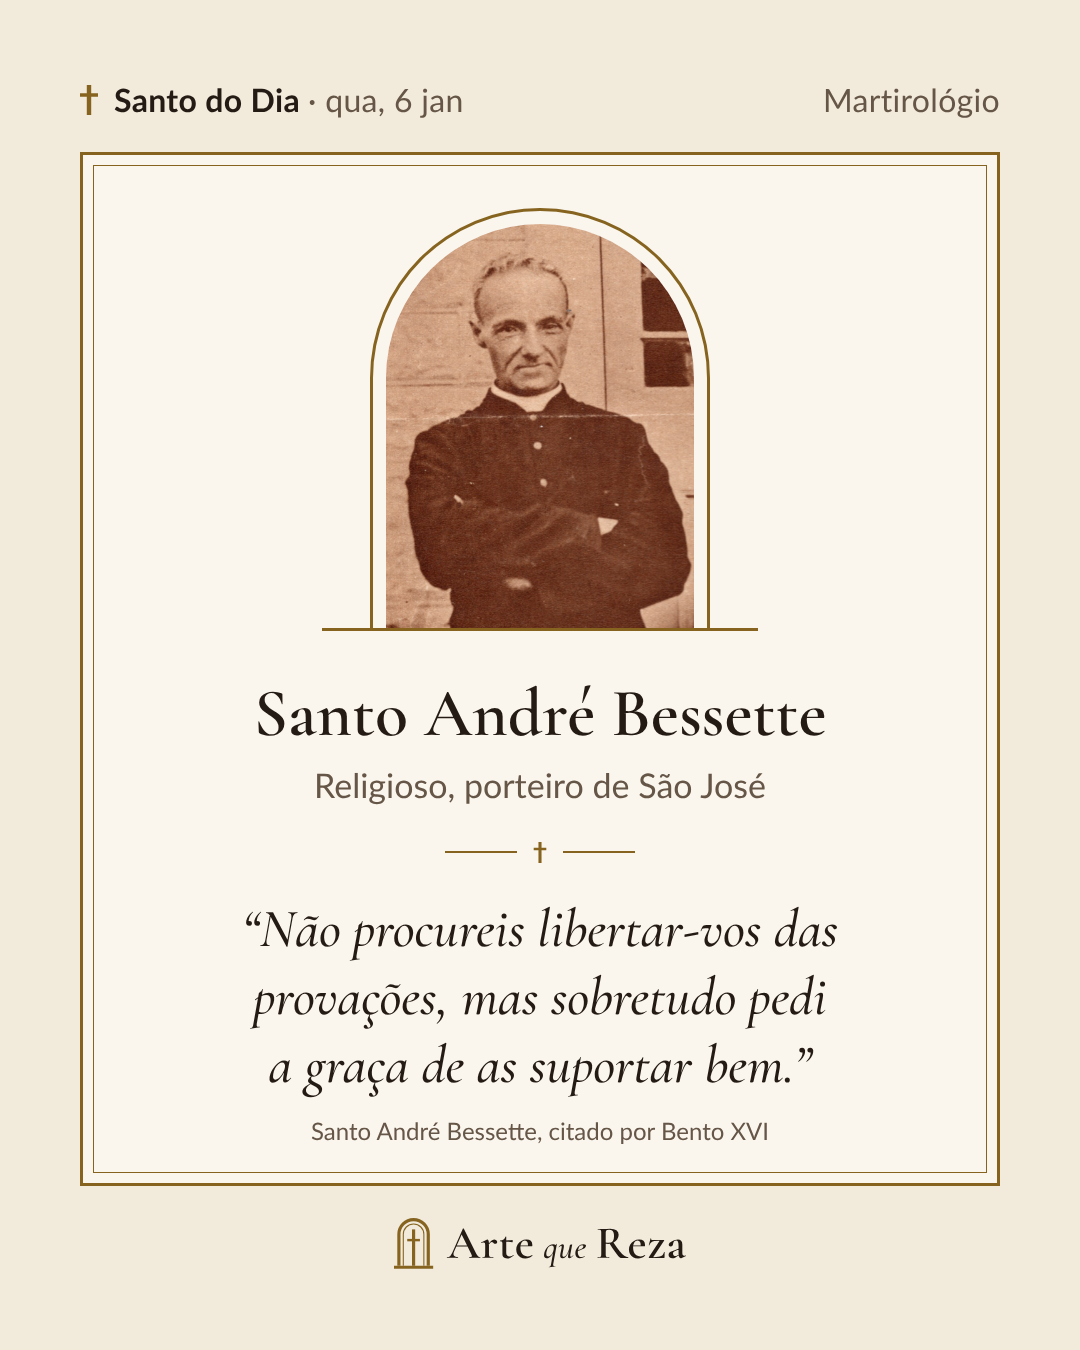 Santo do Dia · qua, 6 jan
Martirológio
Santo André Bessette
Religioso, porteiro de São José
“Não procureis libertar-vos das
provações, mas sobretudo pedi
a graça de as suportar bem.”
Santo André Bessette, citado por Bento XVI
Arte que Reza